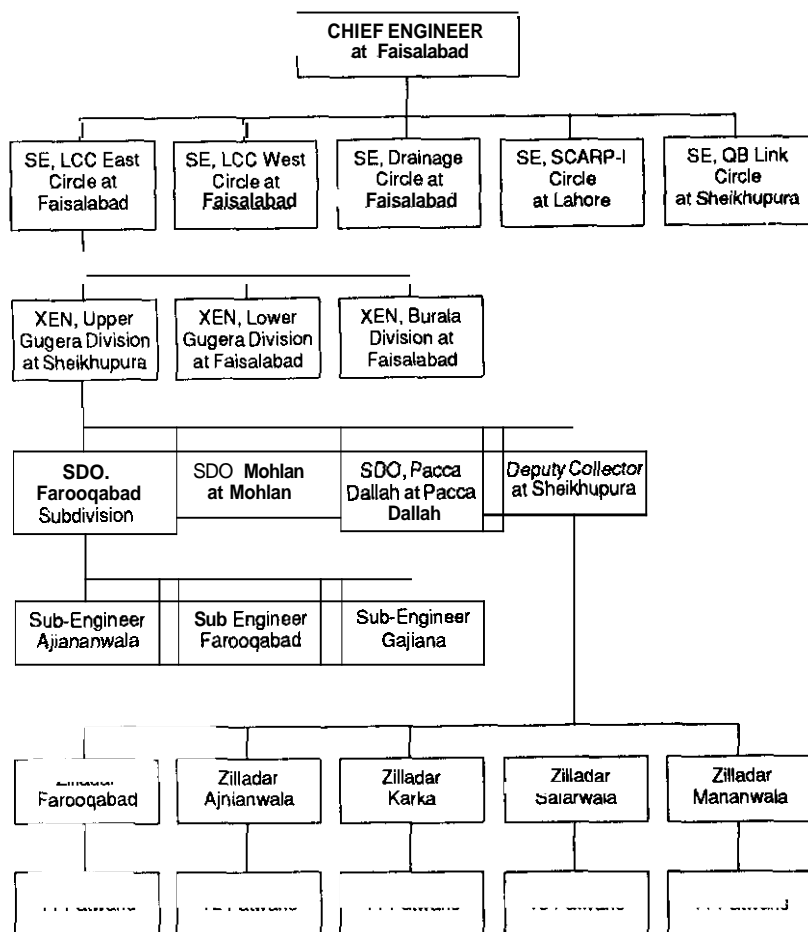 CHIEF ENGINEER
at Faisalabad
SE, LCC East
Circle at
Faisalabad
SE, LCC West
Circle at
Faisalabad
SE, Drainage
Circle at
Faisalabad
SE, SCARP-I
Circle
at Lahore
SE, QB Link
Circle
at Sheikhupura
XEN, Upper
Gugera Division
at Sheikhupura
XEN, Lower
Gugera Division
at Faisalabad
XEN, Burala
Division at
Faisalabad
SDO.
Farooqabad
Subdivision
SDO Mohlan
at Mohlan
SDO, Pacca
Dallah at Pacca
Dallah
Deputy Collector
at Sheikhupura
Sub-Engineer
Ajiananwala
Sub Engineer
Farooqabad
Sub-Engineer
Gajiana
Zilladar
Farooqabad
Zilladar
Ajnianwala
Zilladar
Karka
Zilladar
Salarwala
Zilladar
Mananwala